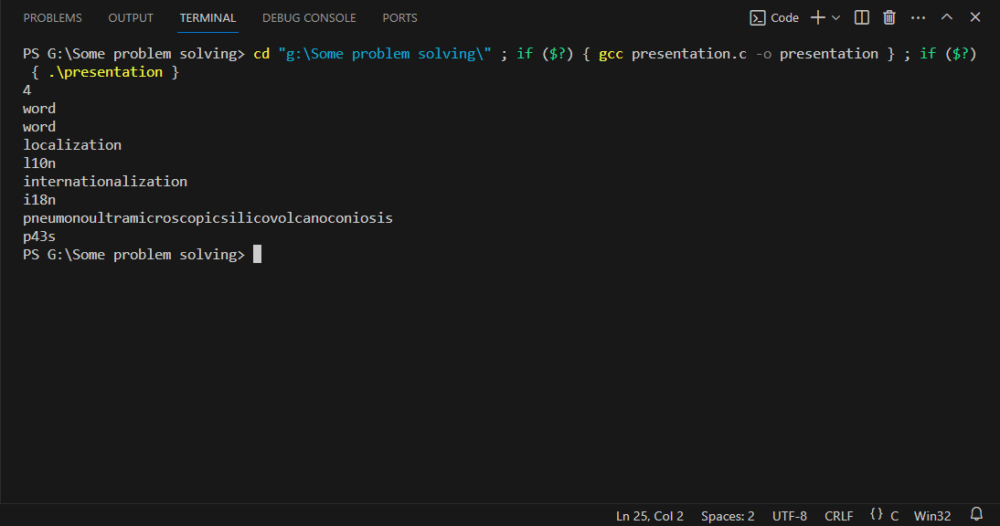 PROBLEMS OUTPUT TERMINAL DEBUG CONSOLE PORTS Code
PS G:\Some problem solving> cd "g:\Some problem solving\" ; if ($?) { gcc presentation.c -o presentation } ; if ($?)
 { .\presentation }
4
word
word
localization
l10n
internationalization
i18n
pneumonoultramicroscopicsilicovolcanoconiosis
p43s
PS G:\Some problem solving>
Ln 25, Col 2 Spaces: 2 UTF-8 CRLF {} C Win32